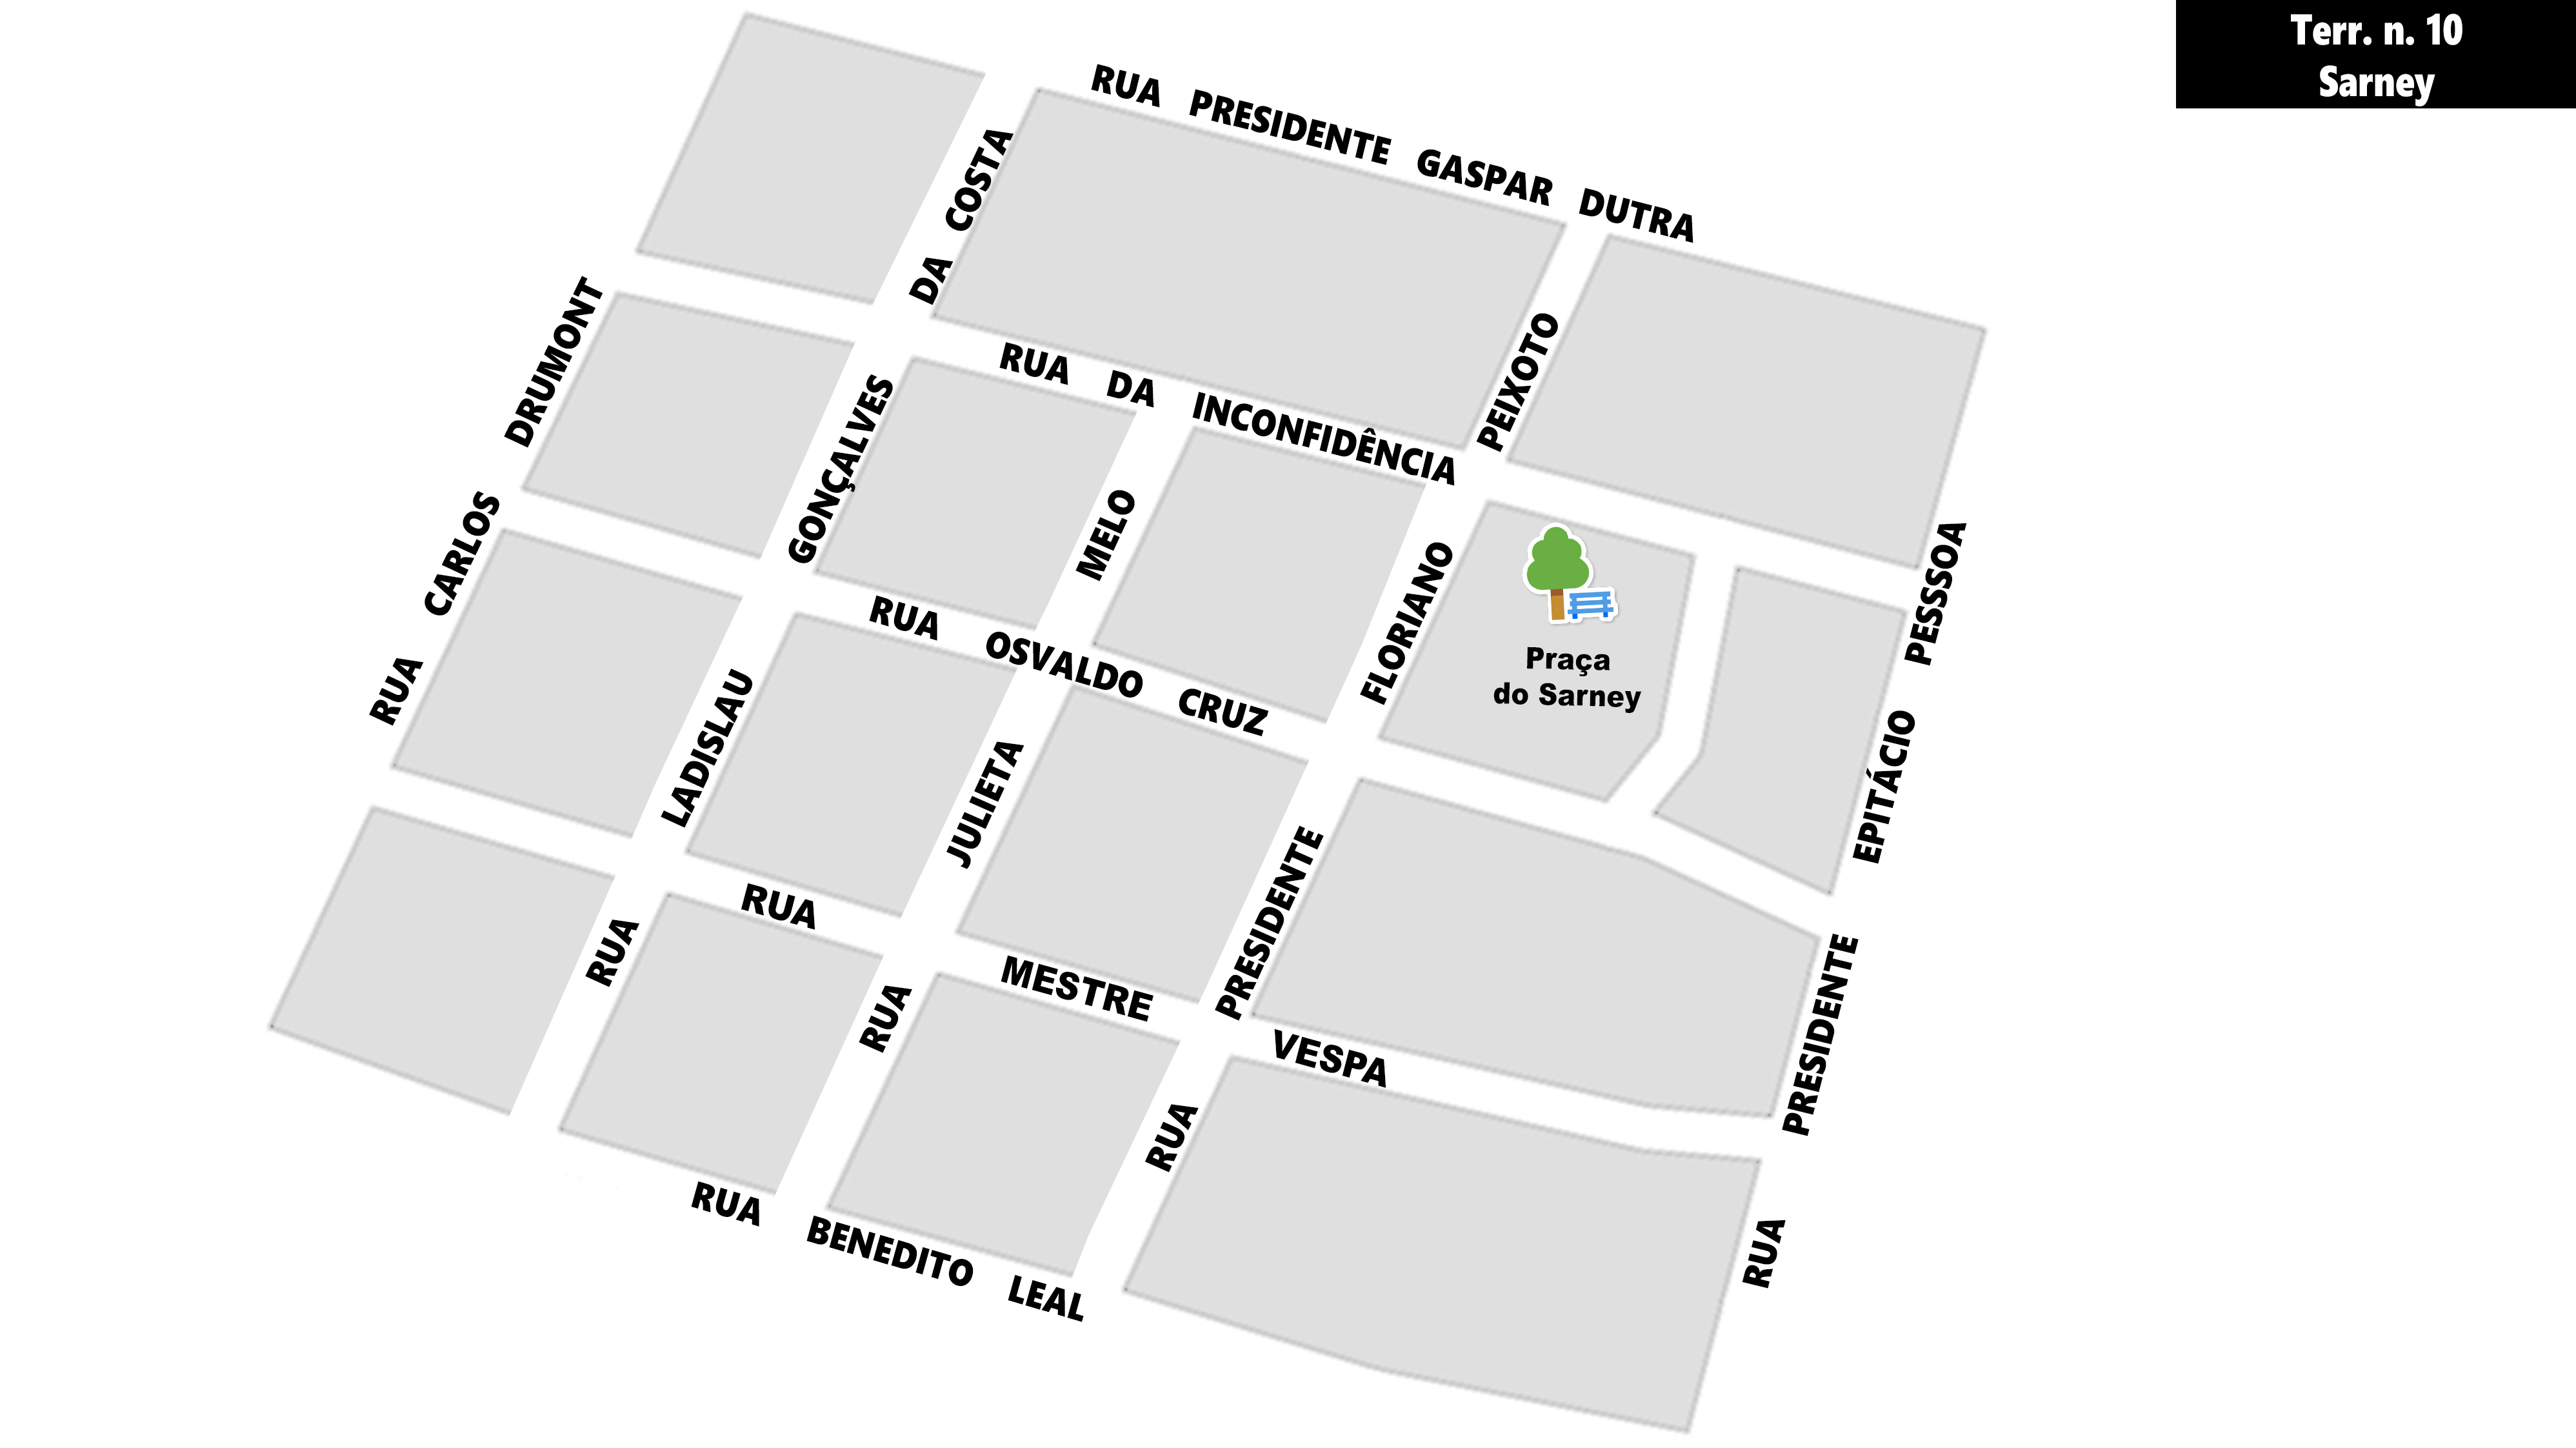 Terr. n. 10
Sarney
RUA PRESIDENTE GASPAR DUTRA
RUA DA INCONFIDÊNCIA
RUA OSVALDO CRUZ
RUA MESTRE VESPA
RUA BENEDITO LEAL
RUA CARLOS DRUMONT
RUA LADISLAU GONÇALVES DA COSTA
RUA JULIETA MELO
RUA PRESIDENTE FLORIANO PEIXOTO
RUA PRESIDENTE EPITÁCIO PESSOA
Praça
do Sarney